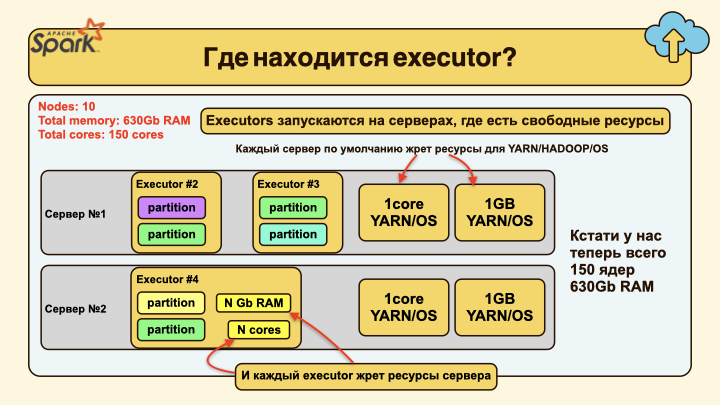 APACHE
Spark
Где находится executor?
Nodes: 10
Total memory: 630Gb RAM
Total cores: 150 cores
Executors запускаются на серверах, где есть свободные ресурсы
Каждый сервер по умолчанию жрет ресурсы для YARN/HADOOP/OS
Сервер №1
Executor #2
partition
partition
Executor #3
partition
partition
1core
YARN/OS
1GB
YARN/OS
Кстати у нас
теперь всего
150 ядер
630Gb RAM
Сервер №2
Executor #4
partition
partition
N Gb RAM
N cores
1core
YARN/OS
1GB
YARN/OS
И каждый executor жрет ресурсы сервера